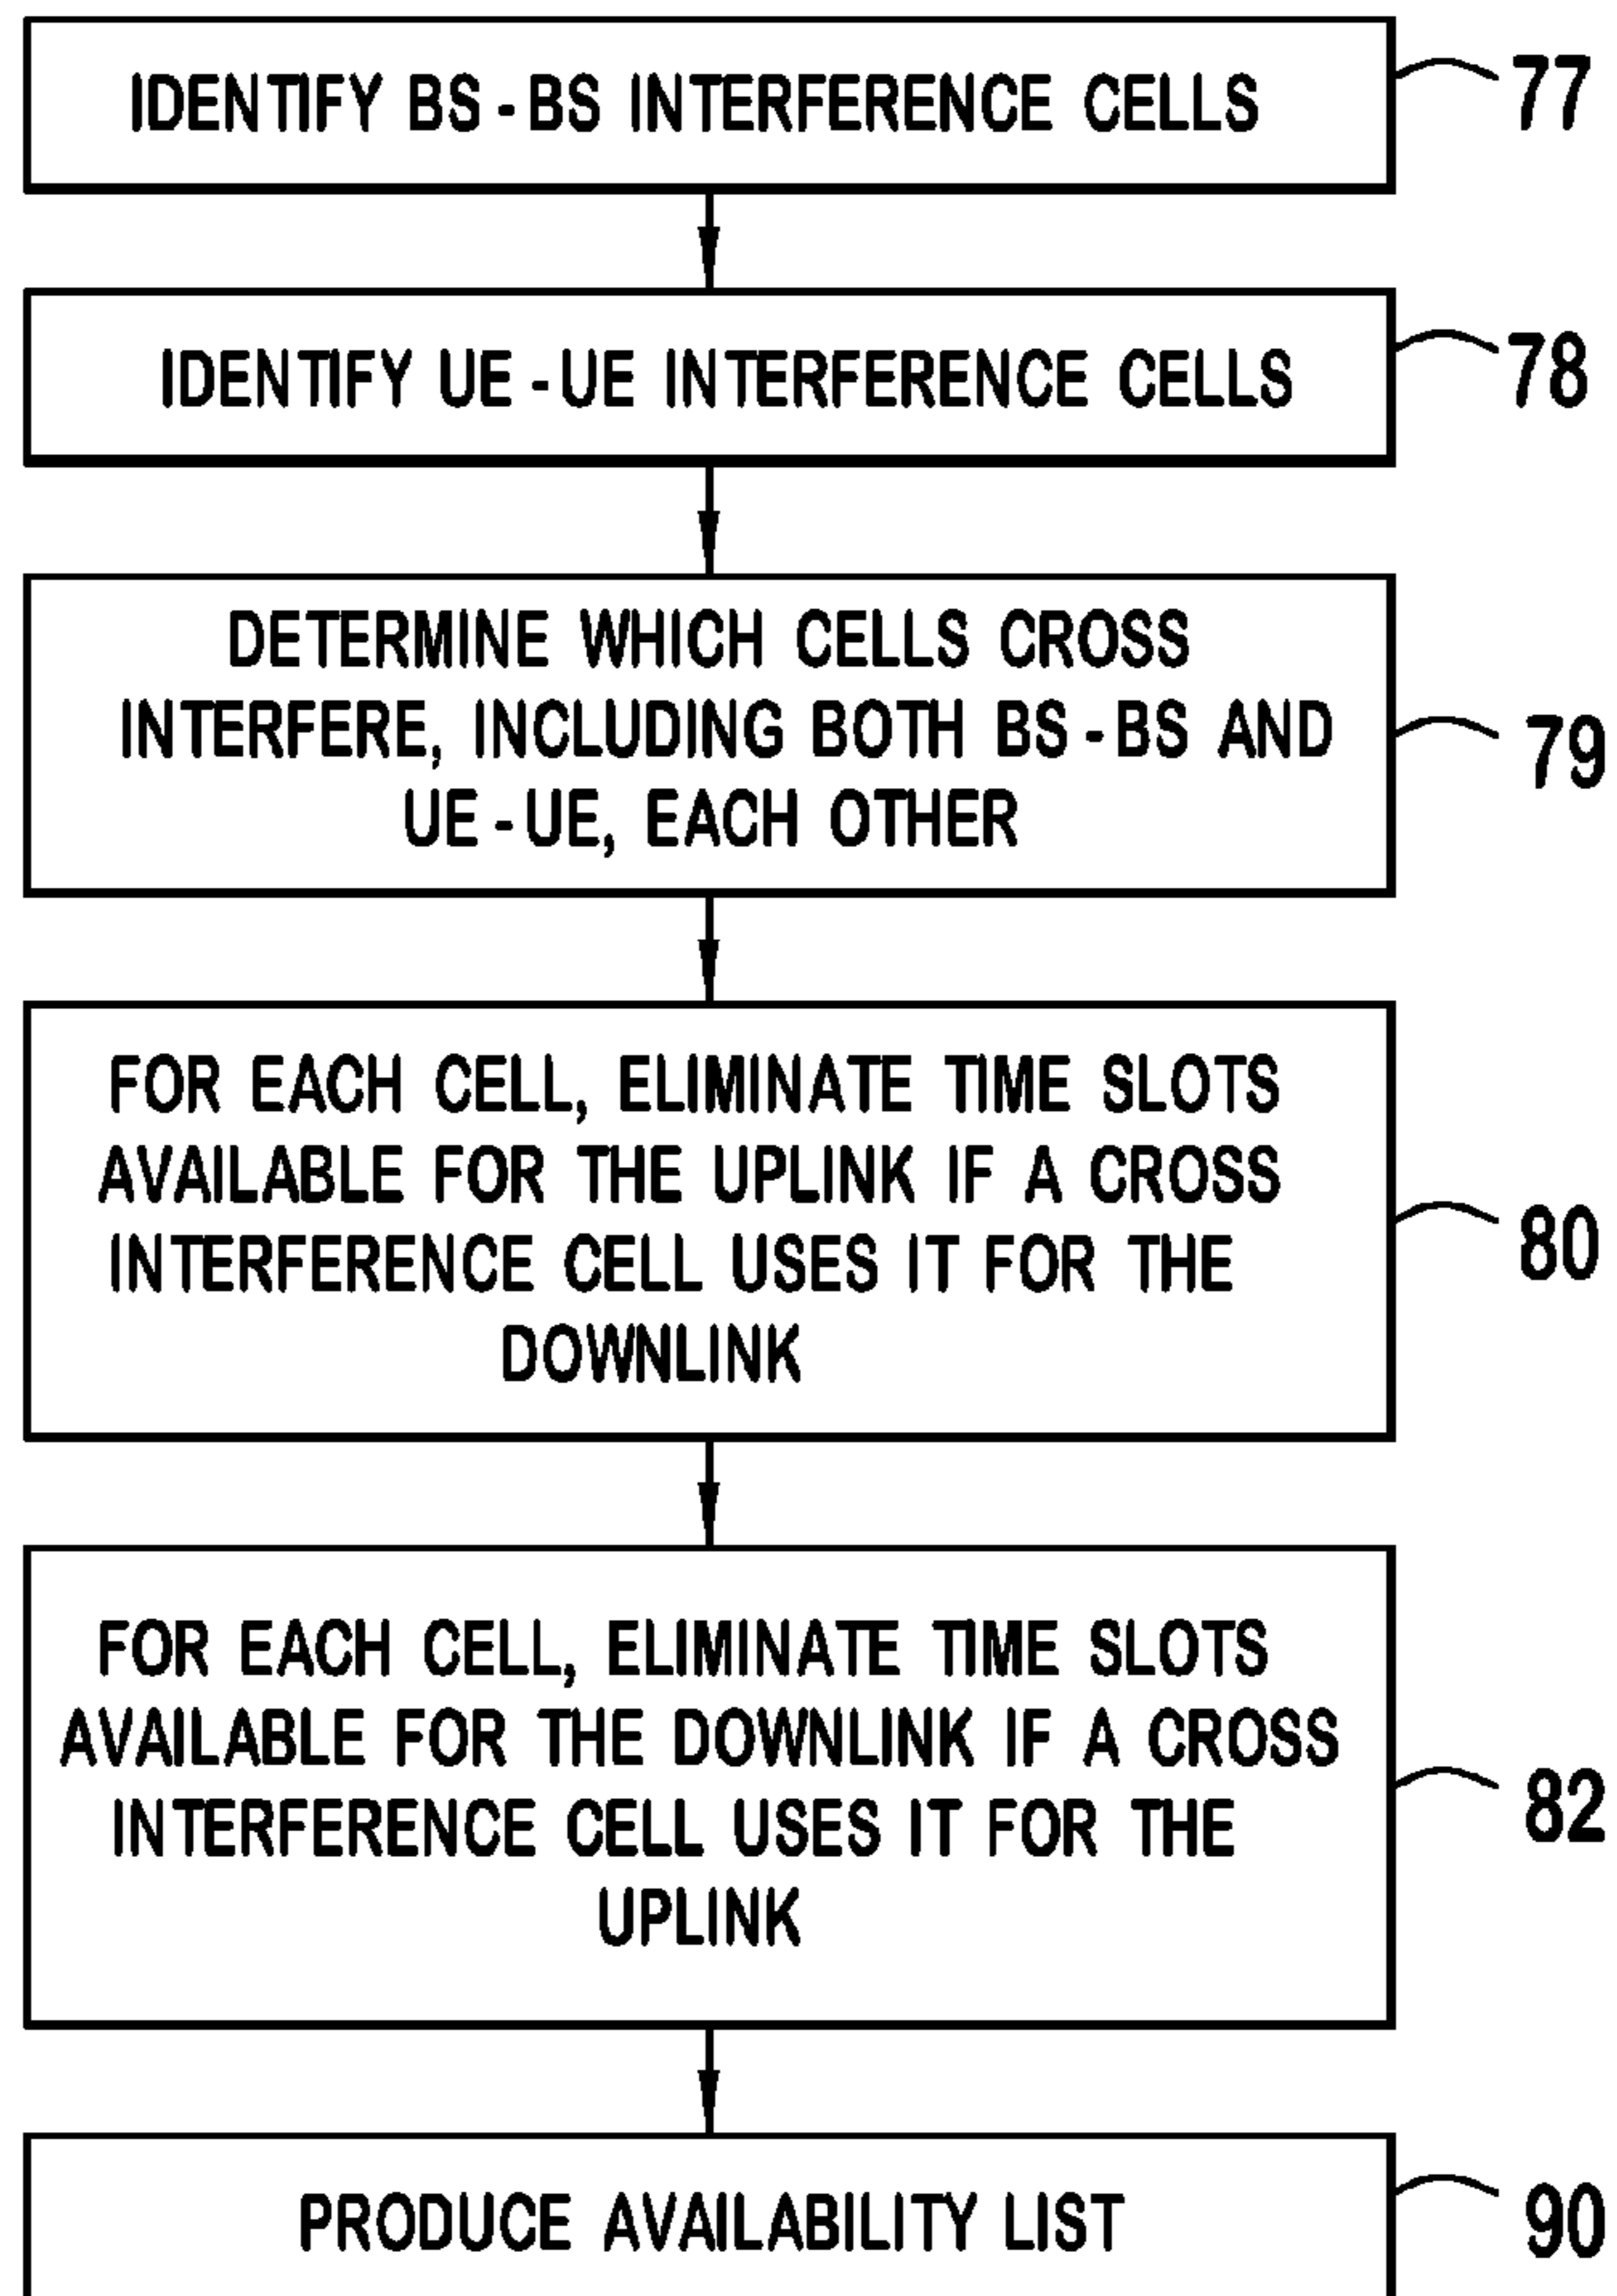 IDENTIFY BS-BS INTERFERENCE CELLS
77
IDENTIFY UE-UE INTERFERENCE CELLS
78
DETERMINE WHICH CELLS CROSS
INTERFERE, INCLUDING BOTH BS-BS AND
UE-UE, EACH OTHER
79
FOR EACH CELL, ELIMINATE TIME SLOTS
AVAILABLE FOR THE UPLINK IF A CROSS
INTERFERENCE CELL USES IT FOR THE
DOWNLINK
80
FOR EACH CELL, ELIMINATE TIME SLOTS
AVAILABLE FOR THE DOWNLINK IF A CROSS
INTERFERENCE CELL USES IT FOR THE
UPLINK
82
PRODUCE AVAILABILITY LIST
90